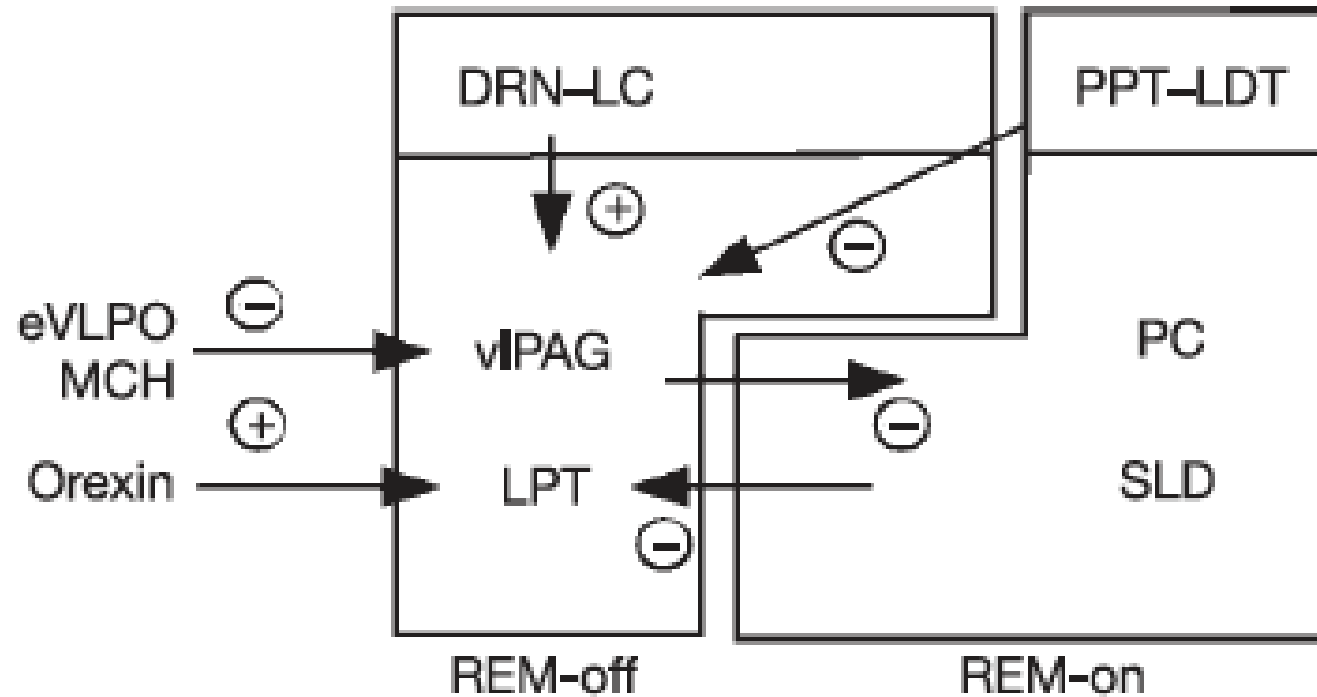 DRN–LC
PPT–LDT
+
−
−
eVLPO
MCH
vlPAG
PC
−
+
Orexin
LPT
SLD
−
REM-off
REM-on